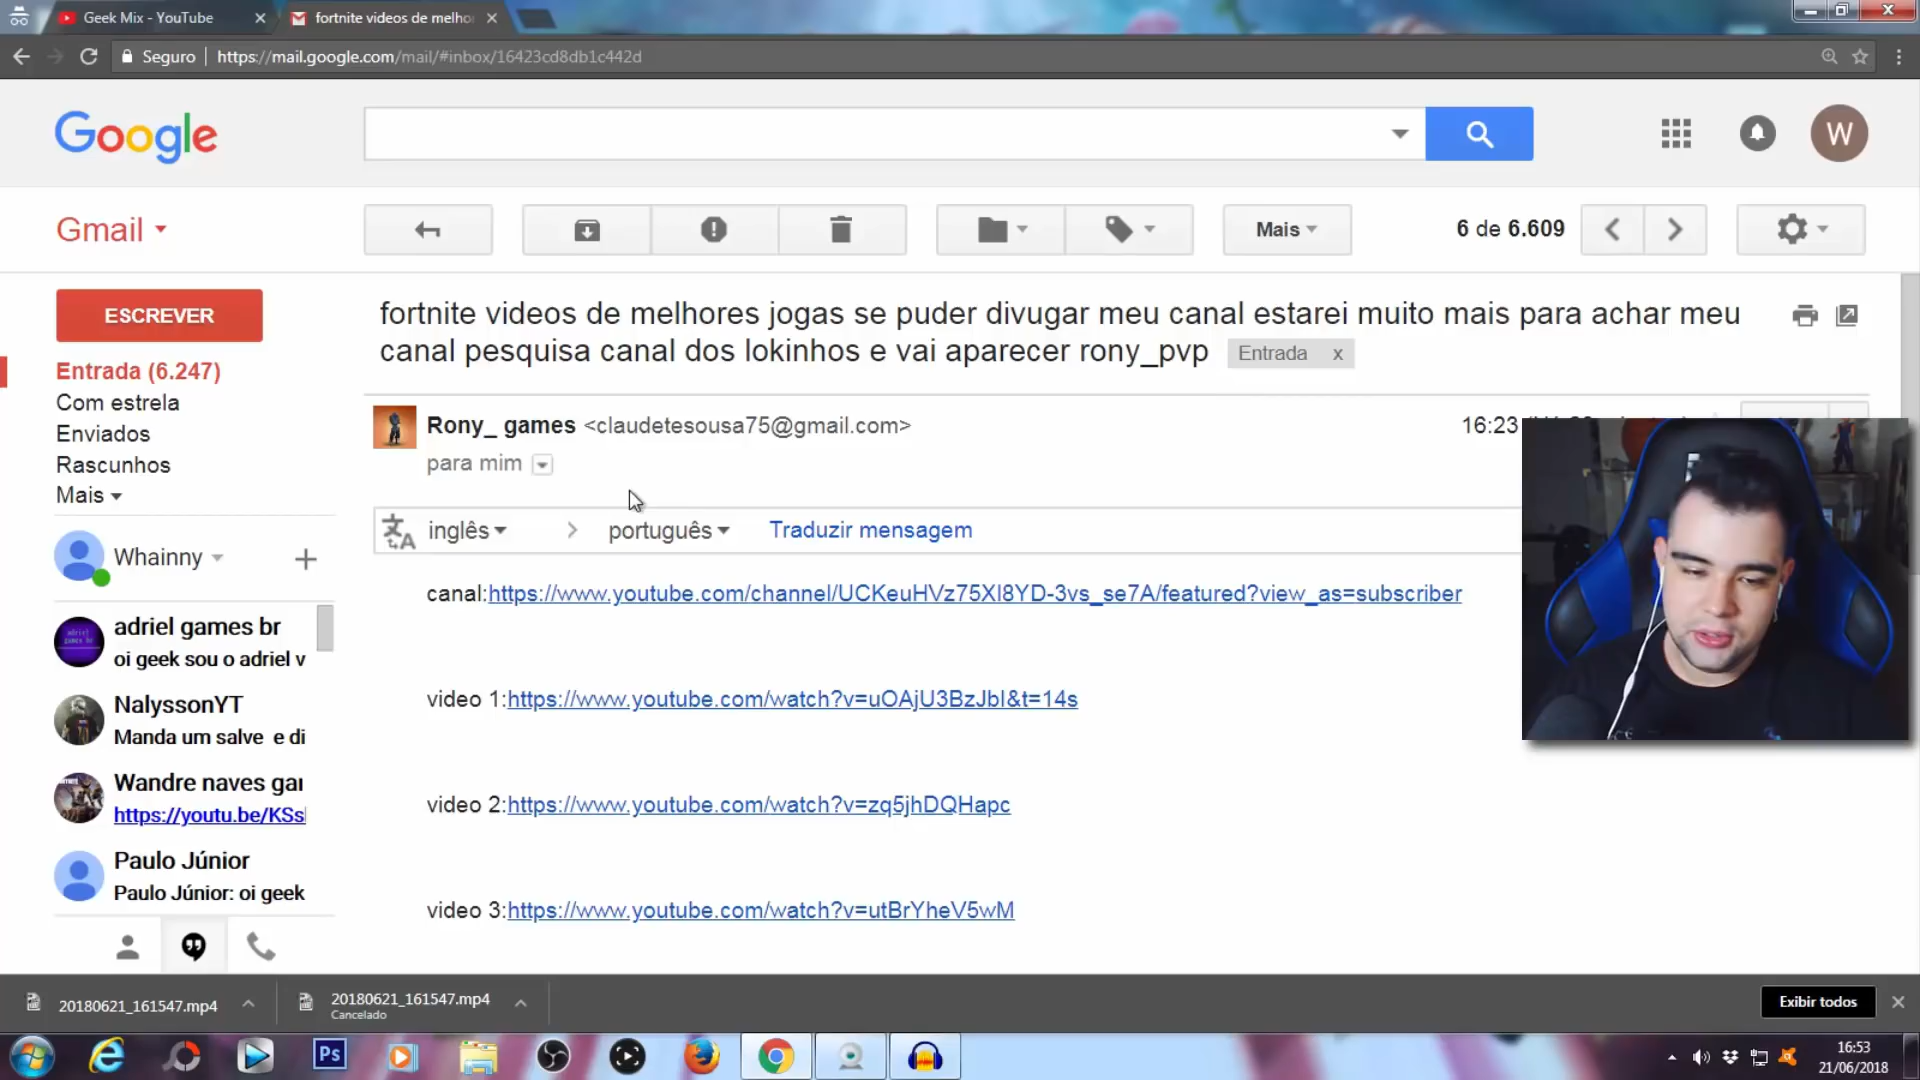 Geek Mix - YouTube
fortnite videos de melho
Seguro
https://mail.google.com/mail/#inbox/16423cd8db1c442d
Google
W
Gmail
Mais
6 de 6.609
ESCREVER
fortnite videos de melhores jogas se puder divugar meu canal estarei muito mais para achar meu
canal pesquisa canal dos lokinhos e vai aparecer rony_pvp
Entrada x
Entrada (6.247)
Com estrela
Enviados
Rascunhos
Mais
Rony_ games <claudetesousa75@gmail.com>
16:23
para mim
inglês
português
Traduzir mensagem
Whainny
canal:https://www.youtube.com/channel/UCKeuHVz75Xl8YD-3vs_se7A/featured?view_as=subscriber
adriel games br
oi geek sou o adriel v
video 1:https://www.youtube.com/watch?v=uOAjU3BzJbI&t=14s
NalyssonYT
Manda um salve e di
Wandre naves gar
https://youtu.be/KSs
video 2:https://www.youtube.com/watch?v=zq5jhDQHapc
Paulo Júnior
Paulo Júnior: oi geek
video 3:https://www.youtube.com/watch?v=utBrYheV5wM
20180621_161547.mp4
20180621_161547.mp4
Cancelado
Exibir todos
Ps
16:53
21/06/2018